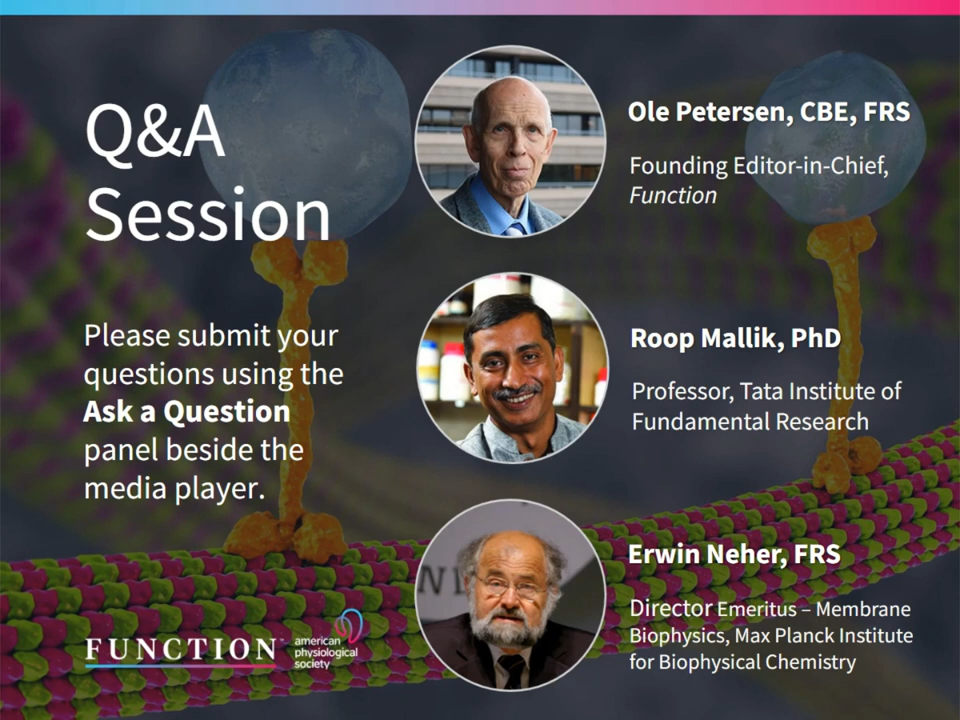 Q&A
Session
Please submit your
questions using the
Ask a Question
panel beside the
media player.
FUNCTION
american
physiological
society
Ole Petersen, CBE, FRS
Founding Editor-in-Chief,
Function
Roop Mallik, PhD
Professor, Tata Institute of
Fundamental Research
Erwin Neher, FRS
Director Emeritus – Membrane
Biophysics, Max Planck Institute
for Biophysical Chemistry